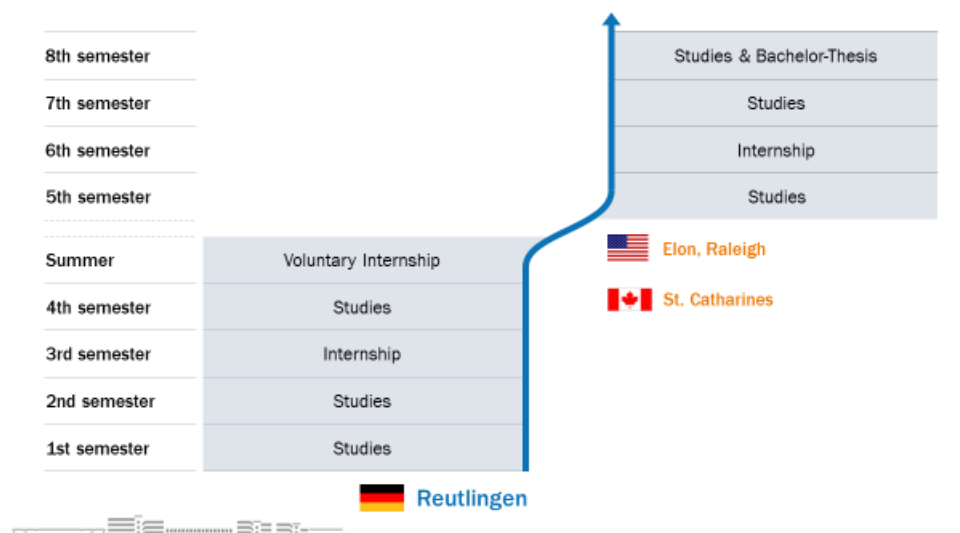 8th semester Studies & Bachelor-Thesis
7th semester Studies
6th semester Internship
5th semester Studies
Elon, Raleigh
Summer Voluntary Internship
St. Catharines
4th semester Studies
3rd semester Internship
2nd semester Studies
1st semester Studies
Reutlingen